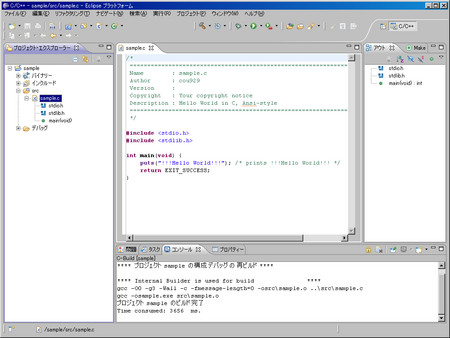 C/C++ - sample/src/sample.c - Eclipse プラットフォーム
ファイル(F) 編集(E) リファクタリング(T) ナビゲート(N) 検索(A) 実行(R) プロジェクト(P) ウィンドウ(W) ヘルプ(H)
C/C++
プロジェクト・エクスプローラー
sample
バイナリー
インクルード
src
sample.c
stdio.h
stdlib.h
main(void)
デバッグ
sample.c
/*
Name : sample.c
Author : cou929
Version :
Copyright : Your copyright notice
Description : Hello World in C, Ansi-style
*/
#include <stdio.h>
#include <stdlib.h>
int main(void) {
puts("!!!Hello World!!!"); /* prints !!!Hello World!!! */
return EXIT_SUCCESS;
}
アウト
Make
stdio.h
stdlib.h
main(void) : int
問題 タスク コンソール プロパティー
C-Build [sample]
**** プロジェクト sample の構成デバッグ の 再ビルド ****
**** Internal Builder is used for build ****
gcc -O0 -g3 -Wall -c -fmessage-length=0 -osrc\sample.o ..\src\sample.c
gcc -osample.exe src\sample.o
プロジェクト sample のビルド完了
Time consumed: 3656 ms.
/sample/src/sample.c